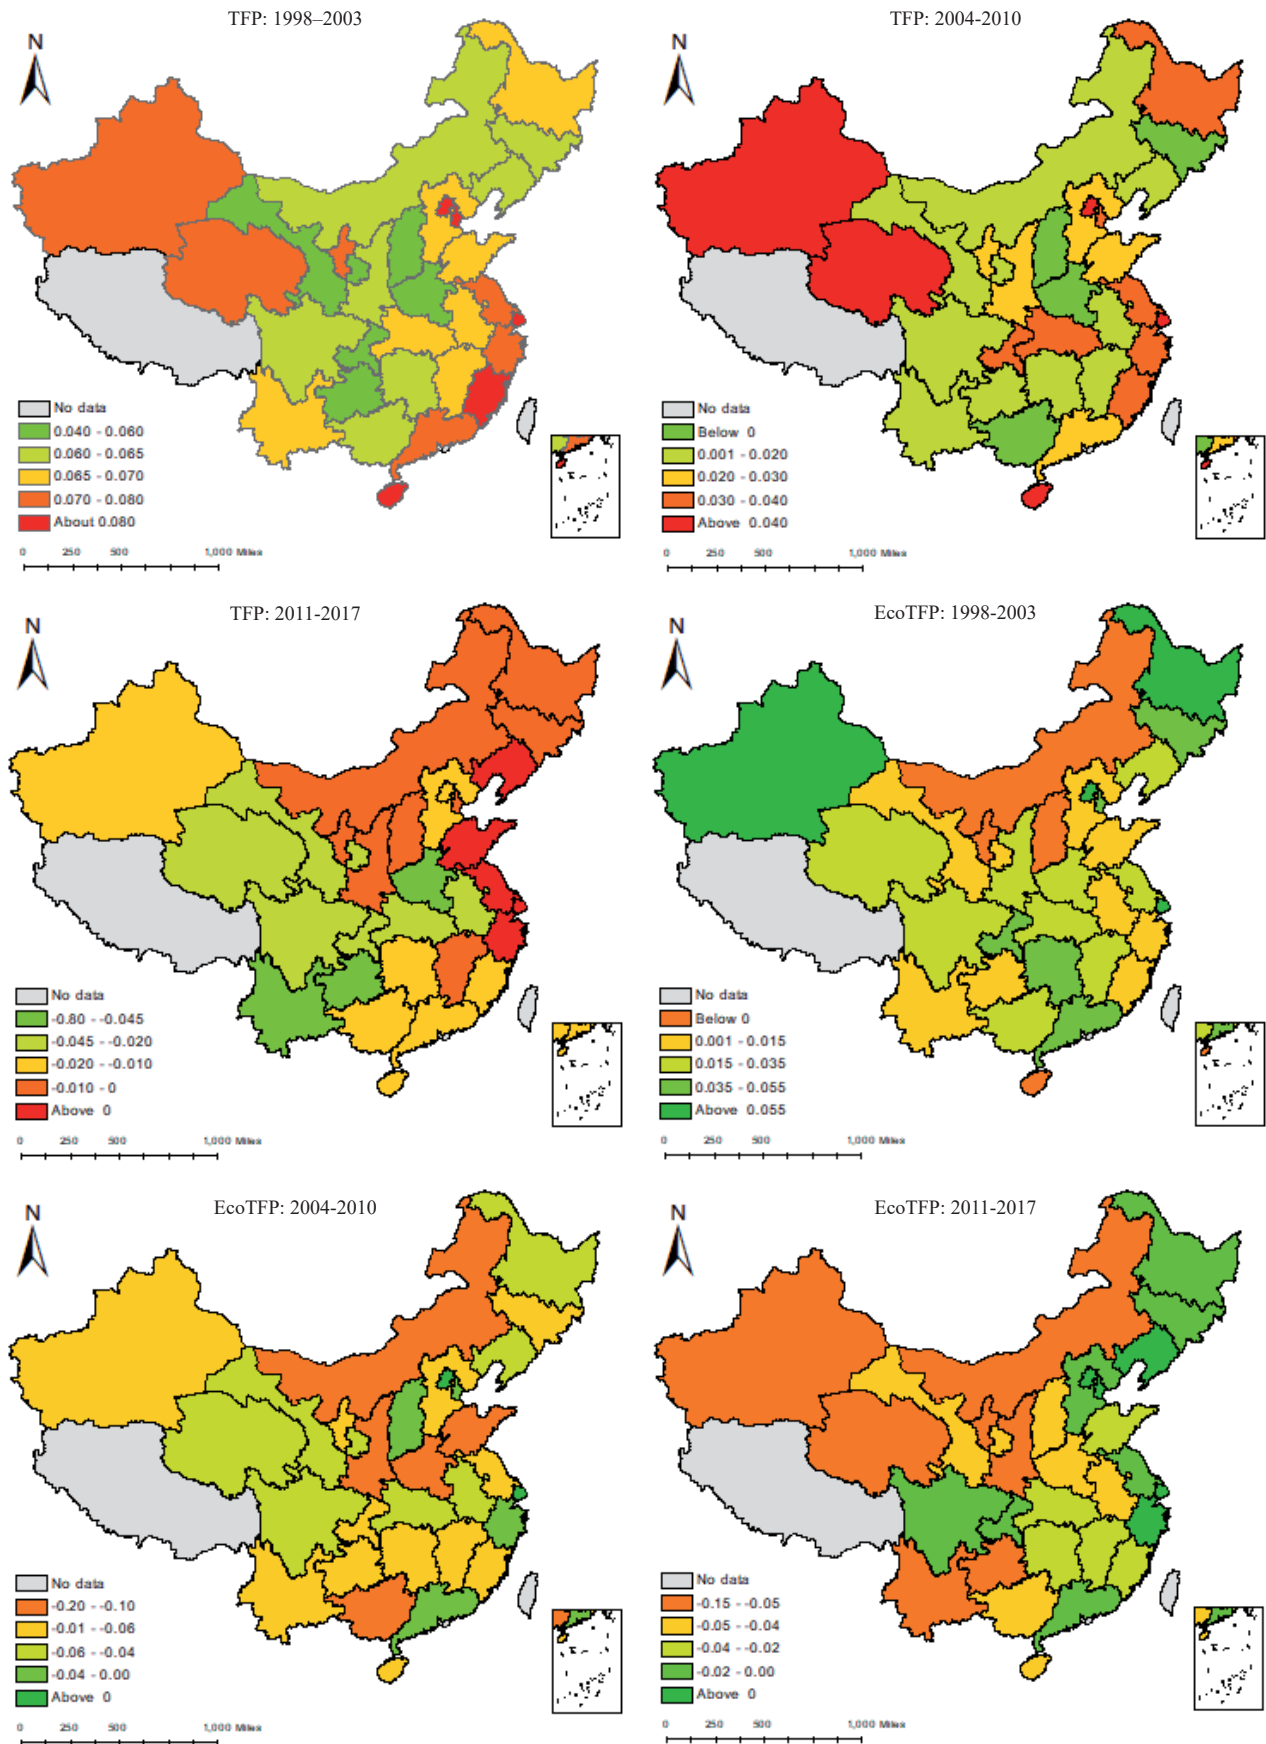 TFP: 1998–2003
N
No data
0.040 - 0.060
0.060 - 0.065
0.065 - 0.070
0.070 - 0.080
About 0.080
0 250 500 1,000 Miles
TFP: 2004-2010
N
No data
Below 0
0.001 - 0.020
0.020 - 0.030
0.030 - 0.040
Above 0.040
0 250 500 1,000 Miles
TFP: 2011-2017
N
No data
-0.80 - -0.045
-0.045 - -0.020
-0.020 - -0.010
-0.010 - 0
Above 0
0 250 500 1,000 Miles
EcoTFP: 1998-2003
N
No data
Below 0
0.001 - 0.015
0.015 - 0.035
0.035 - 0.055
Above 0.055
0 250 500 1,000 Miles
EcoTFP: 2004-2010
N
No data
-0.20 - -0.10
-0.01 - -0.06
-0.06 - -0.04
-0.04 - 0.00
Above 0
0 250 500 1,000 Miles
EcoTFP: 2011-2017
N
No data
-0.15 - -0.05
-0.05 - -0.04
-0.04 - -0.02
-0.02 - 0.00
Above 0
0 250 500 1,000 Miles